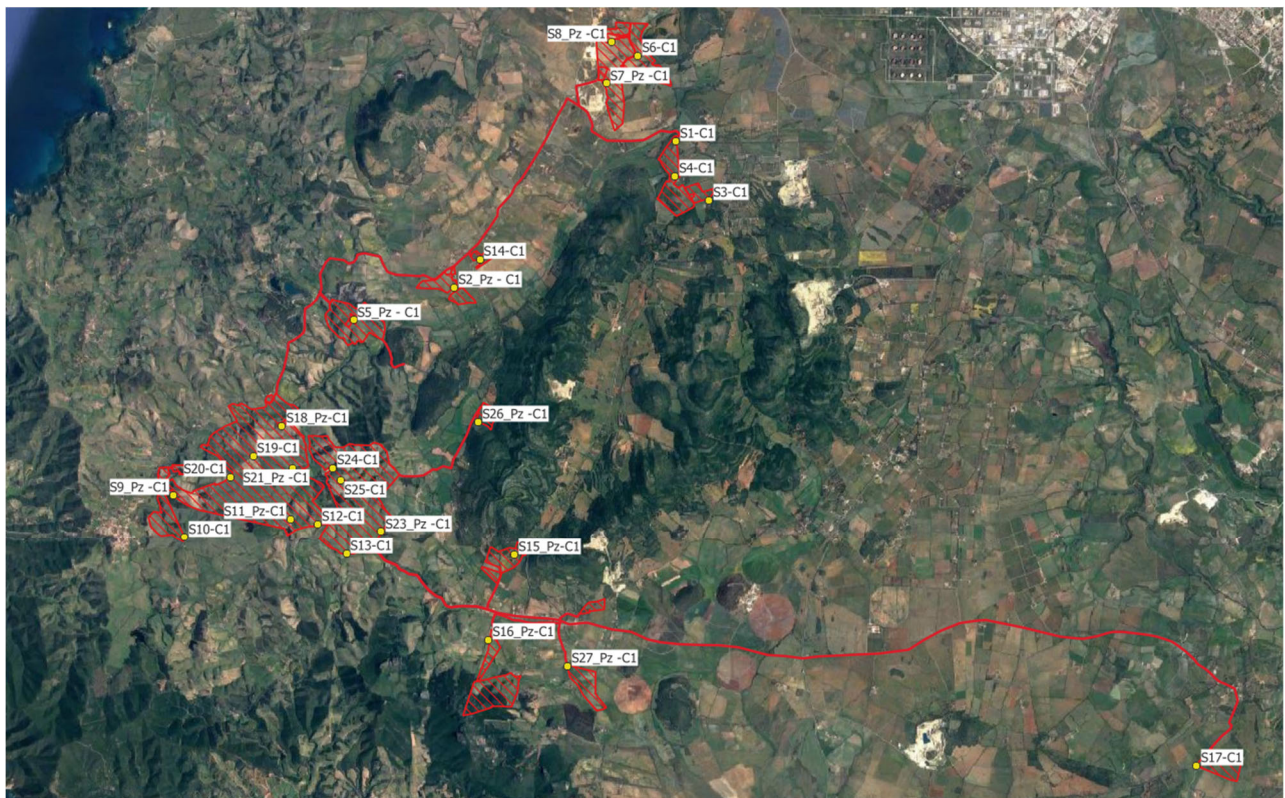 S8_Pz -C1
S6-C1
S7_Pz -C1
S1-C1
S4-C1
S3-C1
S14-C1
S2_Pz - C1
S5_Pz - C1
S26_Pz -C1
S18_Pz-C1
S19-C1
S24-C1
S20-C1
S21_Pz -C1
S25-C1
S9_Pz -C1
S11_Pz-C1
S12-C1
S23_Pz -C1
S10-C1
S13-C1
S15_Pz-C1
S16_Pz-C1
S27_Pz -C1
S17-C1